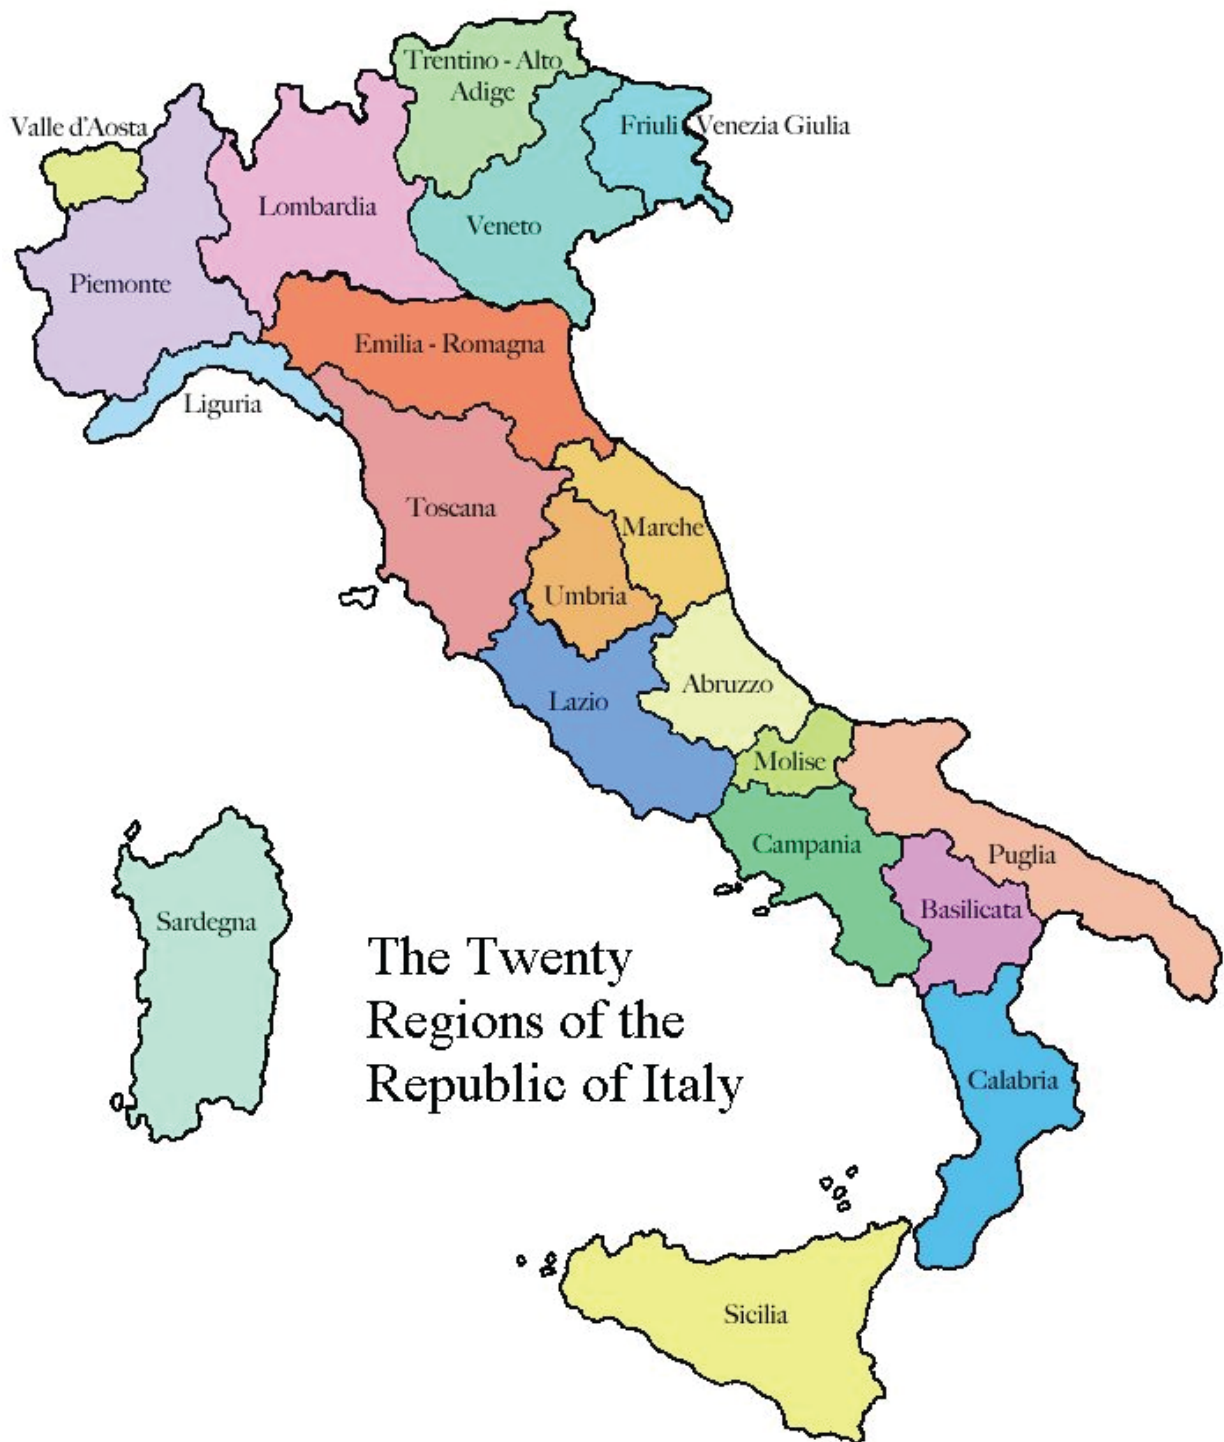 Trentino - Alto
Adige
Valle d'Aosta
Friuli Venezia Giulia
Lombardia
Veneto
Piemonte
Emilia - Romagna
Liguria
Toscana
Marche
Umbria
Abruzzo
Lazio
Molise
Campania
Puglia
Basilicata
Sardegna
The Twenty
Regions of the
Republic of Italy
Calabria
Sicilia